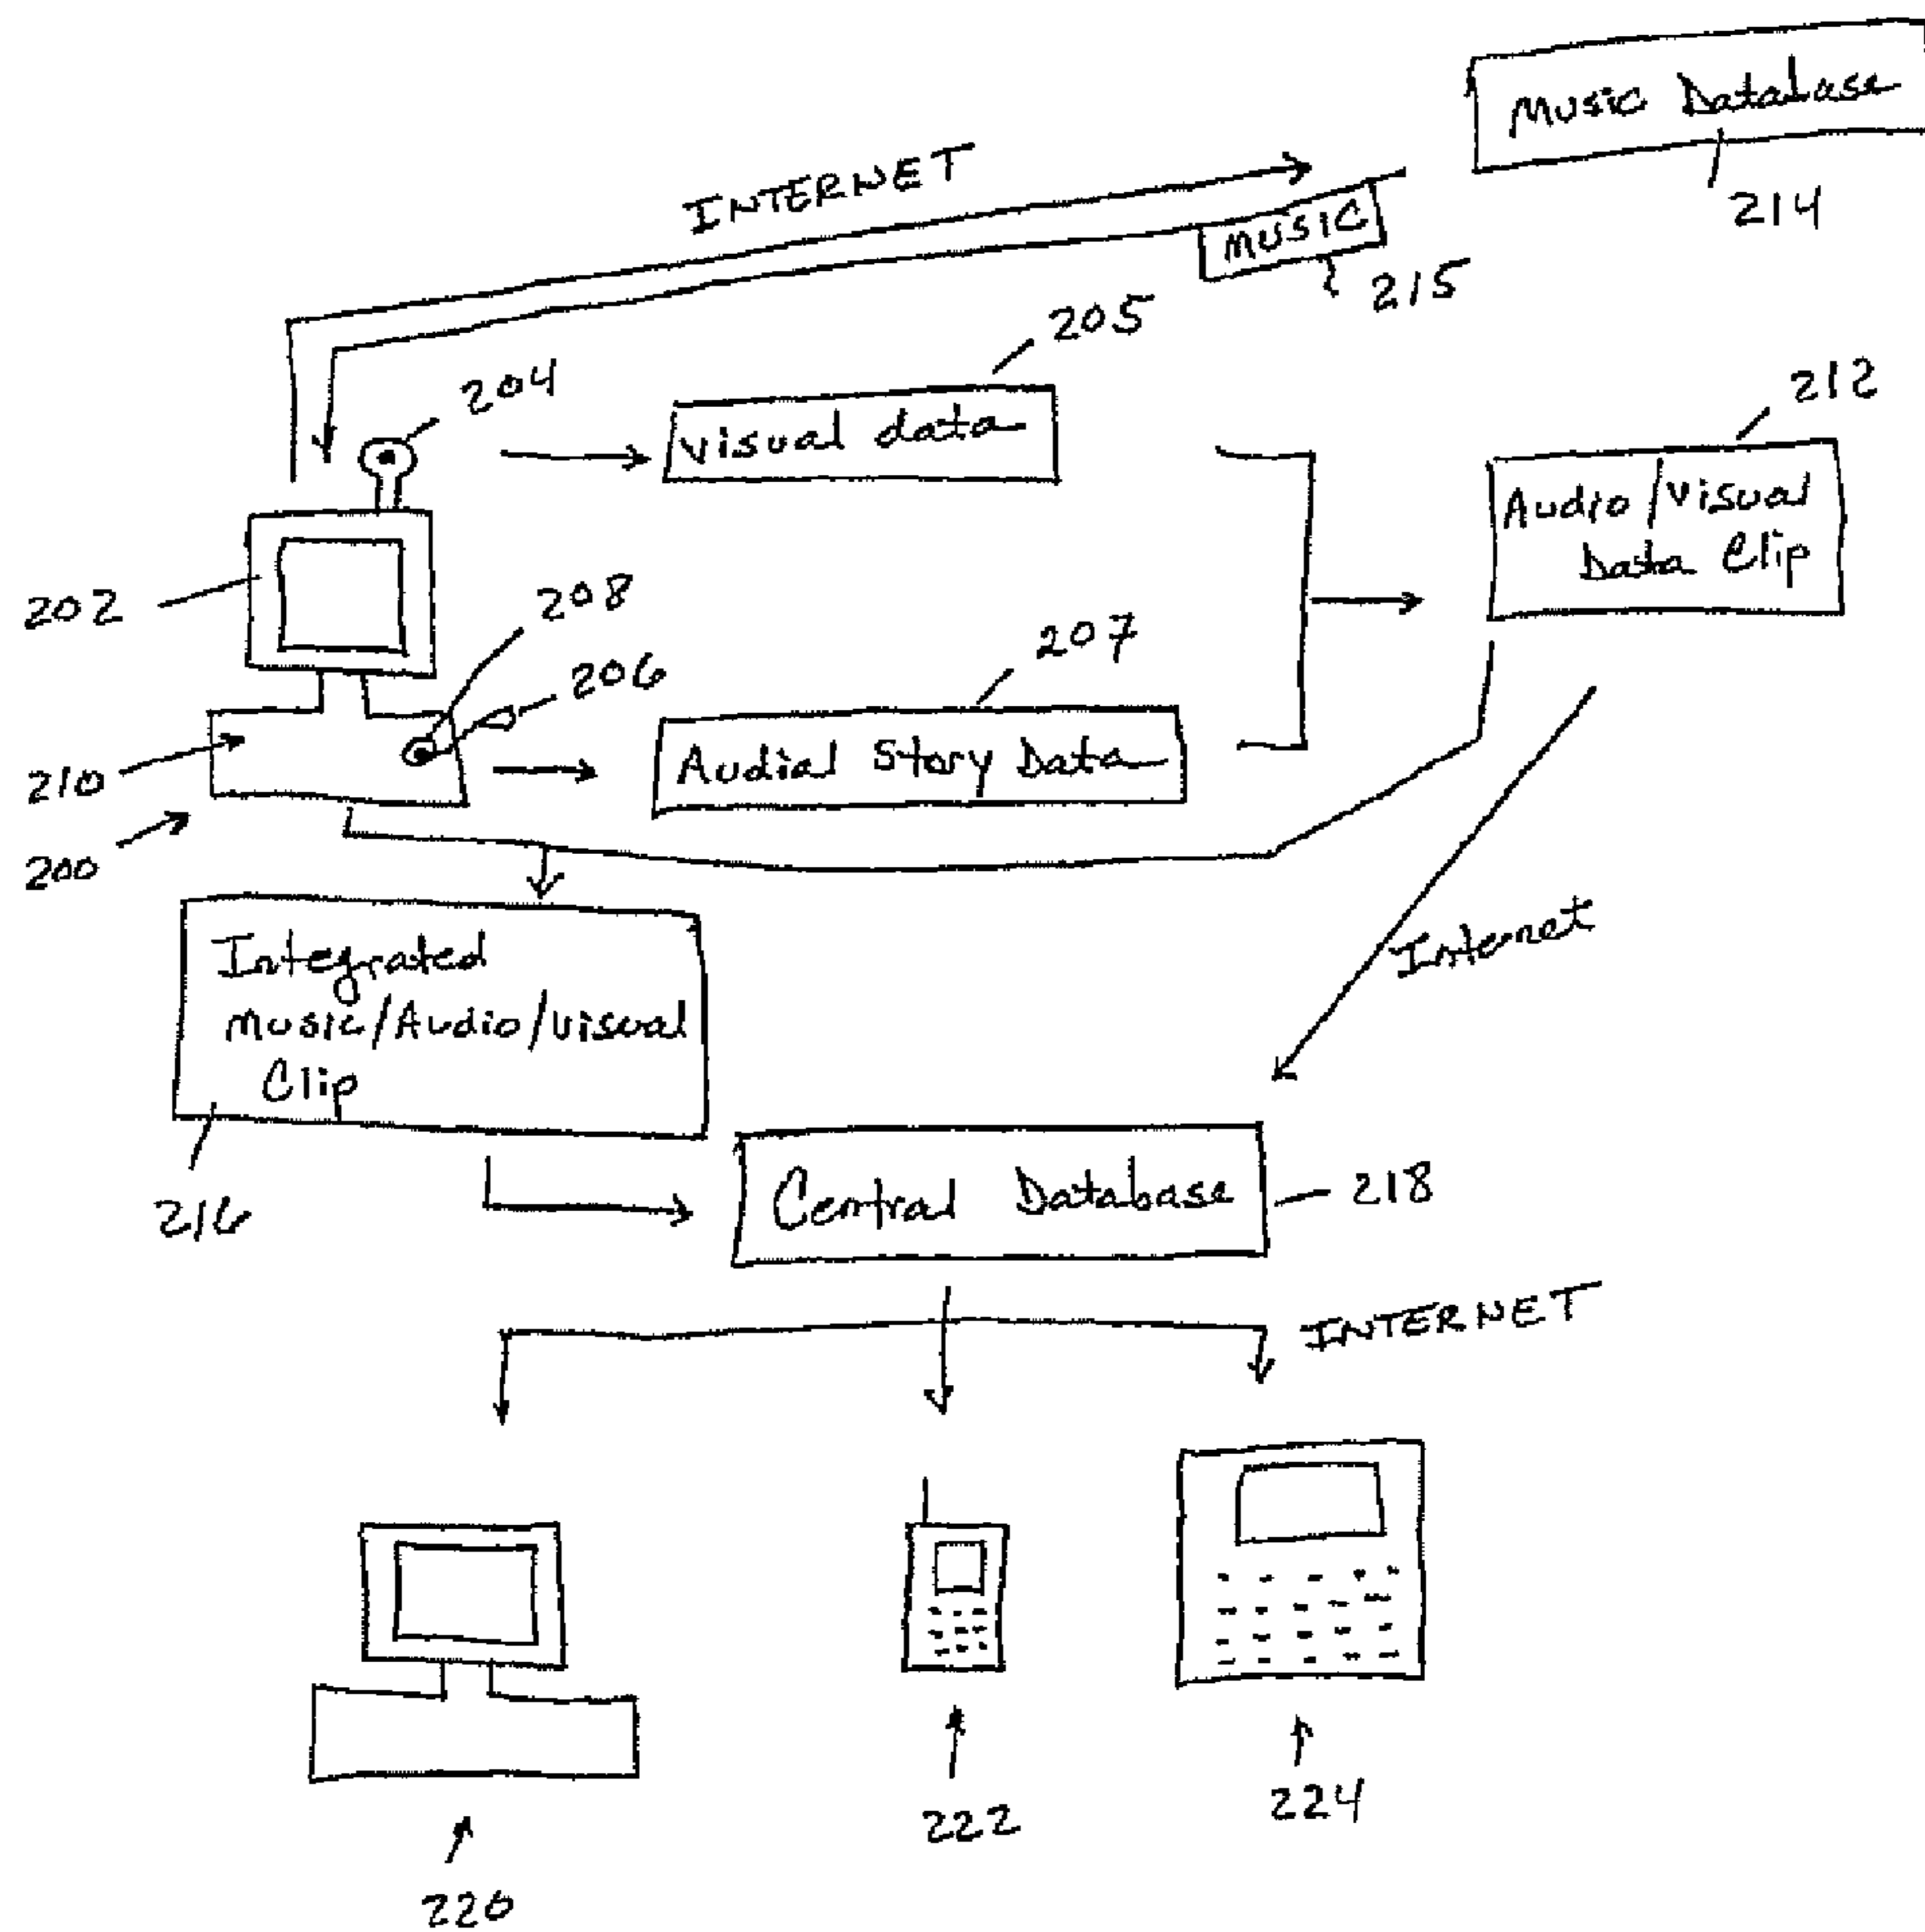 Music Database
214
INTERNET
MUSIC
215
205
204
Visual data
212
Audio/Visual
Data Clip
202
208
207
206
Audial Story Data
210
200
Internet
Integrated
Music/Audio/Visual
Clip
216
Central Database
218
INTERNET
222
224
220